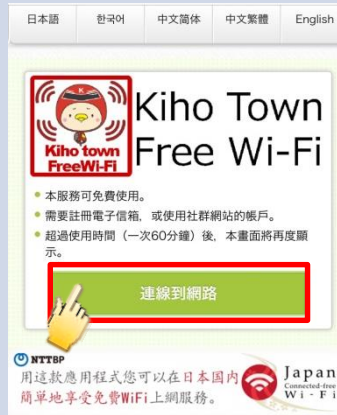 日本語 한국어 中文简体 中文繁體 English
K
Kiho town
FreeWi-Fi
Kiho Town
Free Wi-Fi
本服務可免費使用。
需要註冊電子信箱，或使用社群
網站的帳戶。
超過使用時間（一次60分鐘）後，本畫面將再度顯
示。
連線到網路
NTTBP
用這款應用程式您可以在日本国内
簡單地享受免費WiFi上網服務。
Japan
Connected-free
Wi-Fi